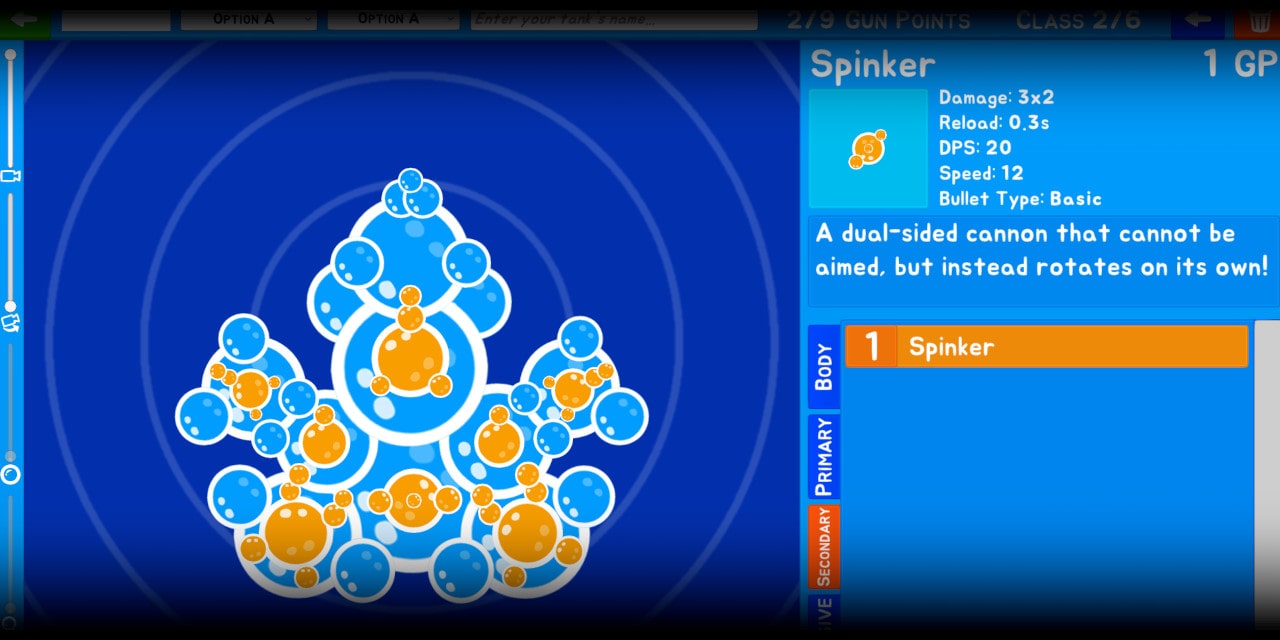 OPTION A
OPTION A
Enter your tank's name...
2/9 GUN POINTS
CLASS 2/6
Spinker
1 GP
Damage: 3x2
Reload: 0.3s
DPS: 20
Speed: 12
Bullet Type: Basic
A dual-sided cannon that cannot be
aimed, but instead rotates on its own!
BODY
PRIMARY
SECONDARY
IVE
1 Spinker